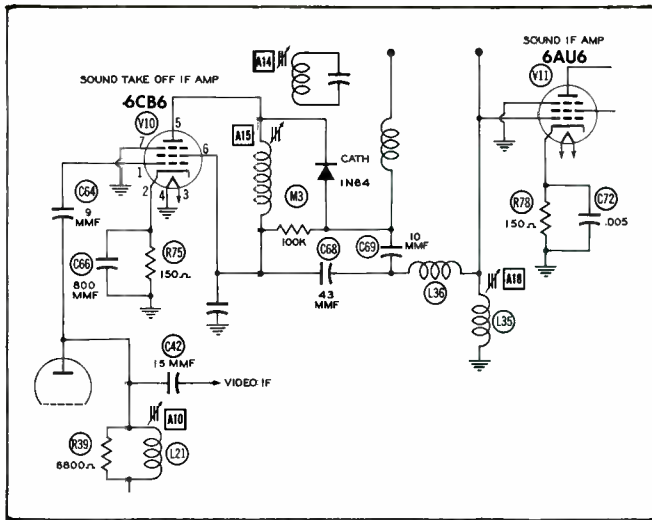 SOUND TAKE OFF IF AMP
6CB6
V10
A14
A15
SOUND IF AMP
6AU6
V11
7
5
6
1
2
4
3
C64
9
MMF
C66
800
MMF
R75
150Ω
CATH
1N64
M3
100K
C68
43
MMF
C69
10
MMF
L36
A18
L35
R78
150Ω
C72
.005
C42
15 MMF
VIDEO IF
A10
R39
6800Ω
L21